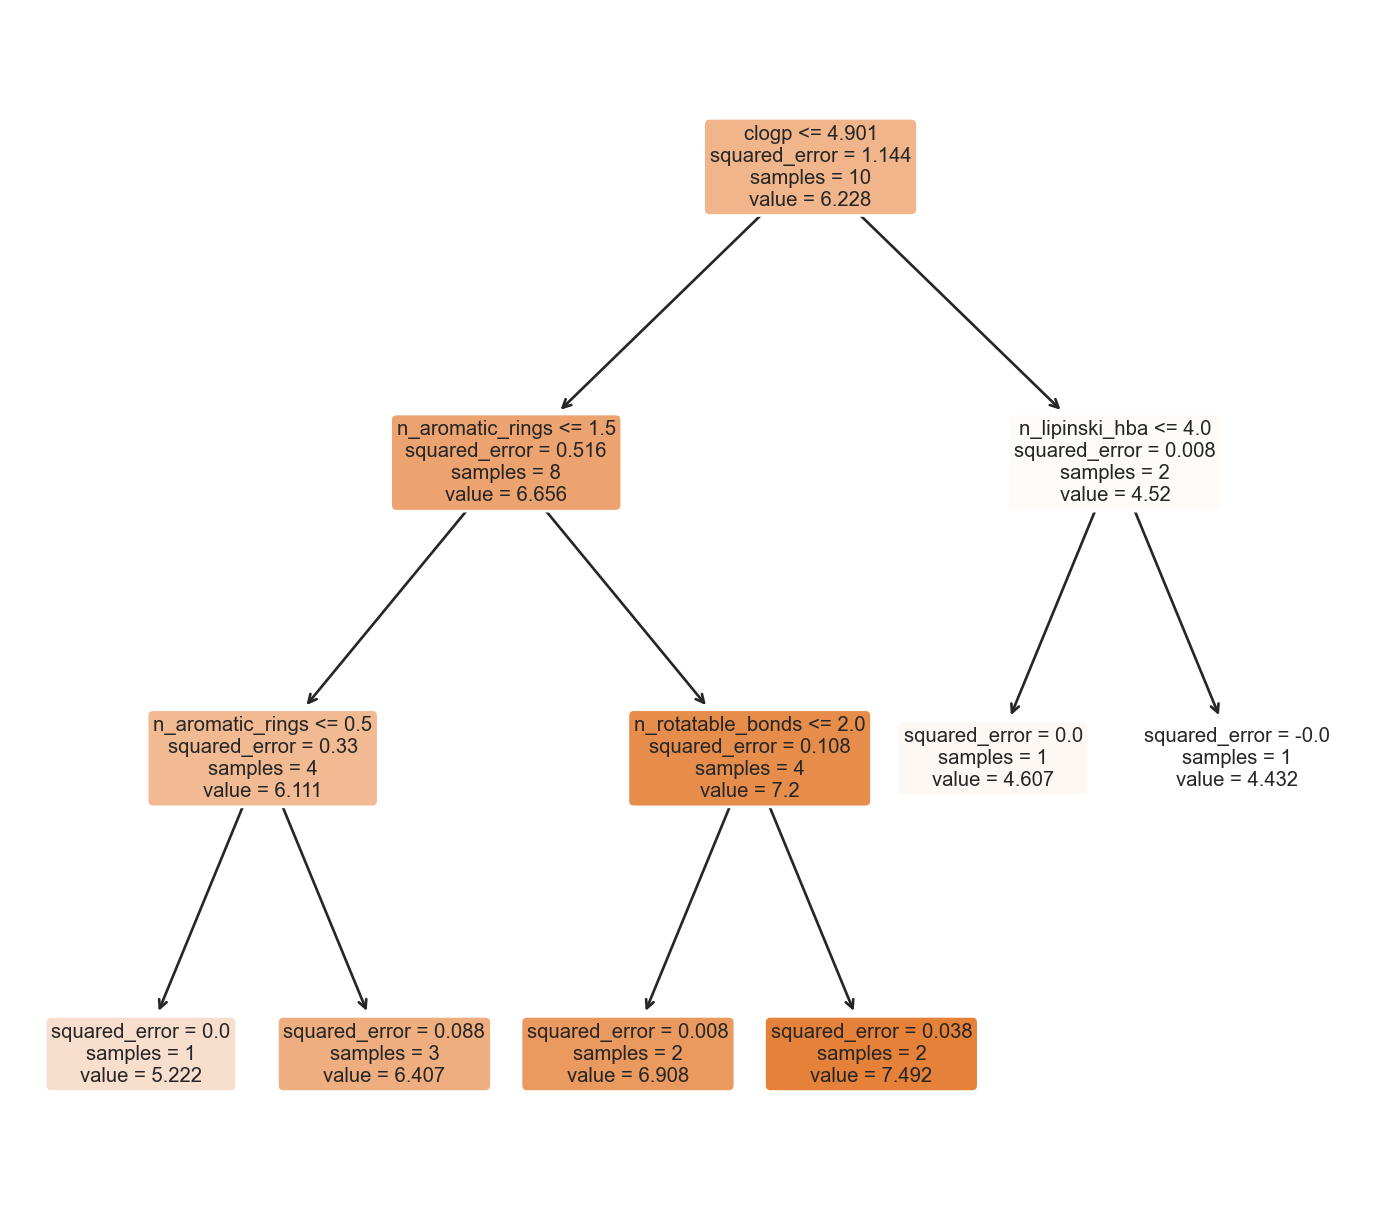 clogp <= 4.901
squared_error = 1.144
samples = 10
value = 6.228
n_aromatic_rings <= 1.5
squared_error = 0.516
samples = 8
value = 6.656
n_lipinski_hba <= 4.0
squared_error = 0.008
samples = 2
value = 4.52
n_aromatic_rings <= 0.5
squared_error = 0.33
samples = 4
value = 6.111
n_rotatable_bonds <= 2.0
squared_error = 0.108
samples = 4
value = 7.2
squared_error = 0.0
samples = 1
value = 4.607
squared_error = -0.0
samples = 1
value = 4.432
squared_error = 0.0
samples = 1
value = 5.222
squared_error = 0.088
samples = 3
value = 6.407
squared_error = 0.008
samples = 2
value = 6.908
squared_error = 0.038
samples = 2
value = 7.492